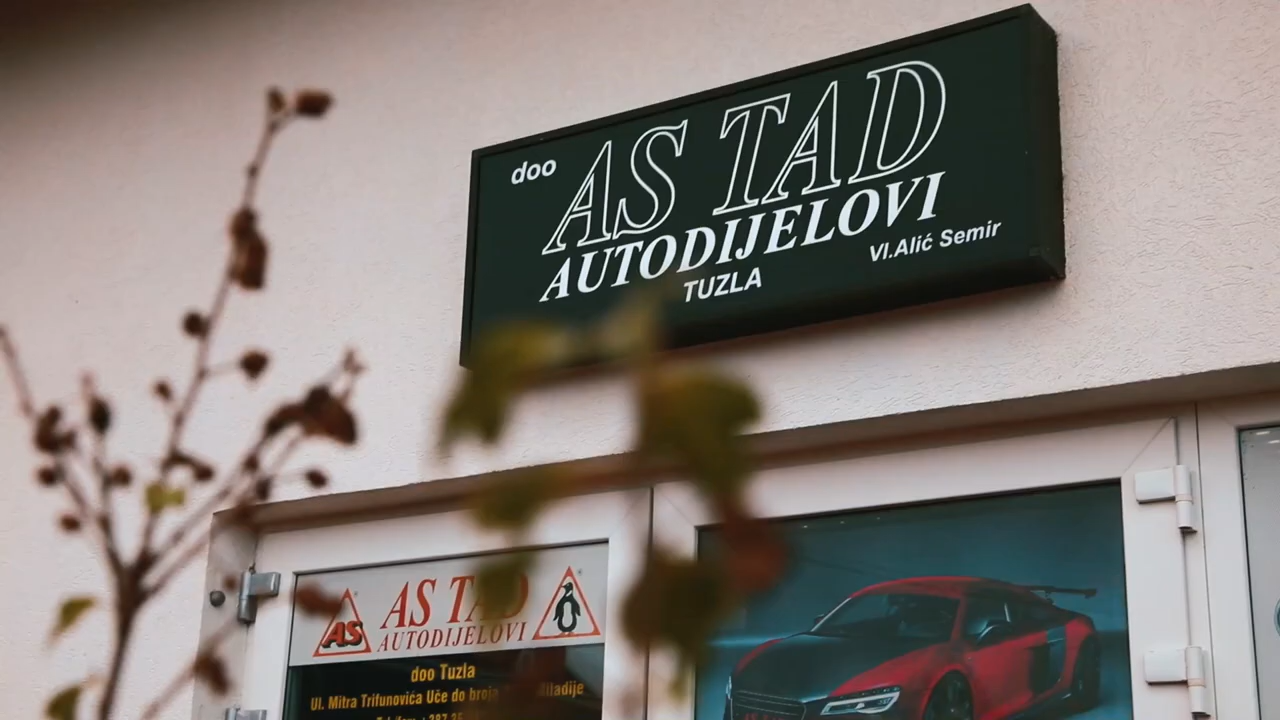 doo
AS TAD
AUTODIJELOVI
Vl.Alić Semir
TUZLA
AS
AS TAD
AUTODIJELOVI
doo Tuzla
Ul. Mitra Trifunovića Uče do broja